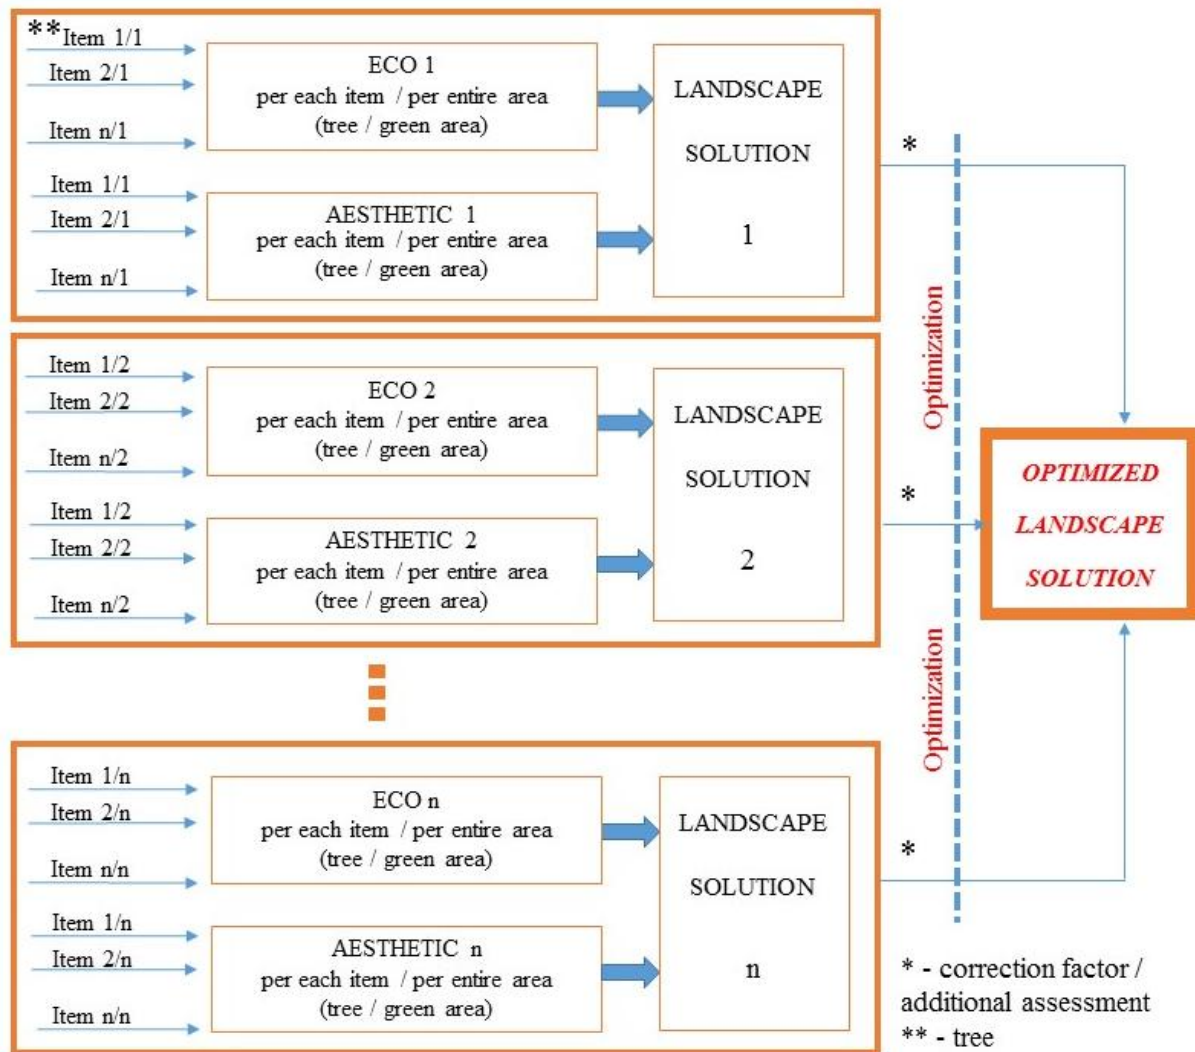 **Item 1/1
Item 2/1
Item n/1
Item 1/1
Item 2/1
Item n/1
ECO 1
per each item / per entire area
(tree / green area)
AESTHETIC 1
per each item / per entire area
(tree / green area)
LANDSCAPE
SOLUTION
1
*
Item 1/2
Item 2/2
Item n/2
Item 1/2
Item 2/2
Item n/2
ECO 2
per each item / per entire area
(tree / green area)
AESTHETIC 2
per each item / per entire area
(tree / green area)
LANDSCAPE
SOLUTION
2
*
Item 1/n
Item 2/n
Item n/n
Item 1/n
Item 2/n
Item n/n
ECO n
per each item / per entire area
(tree / green area)
AESTHETIC n
per each item / per entire area
(tree / green area)
LANDSCAPE
SOLUTION
n
*
Optimization
Optimization
OPTIMIZED
LANDSCAPE
SOLUTION
* - correction factor /
additional assessment
** - tree